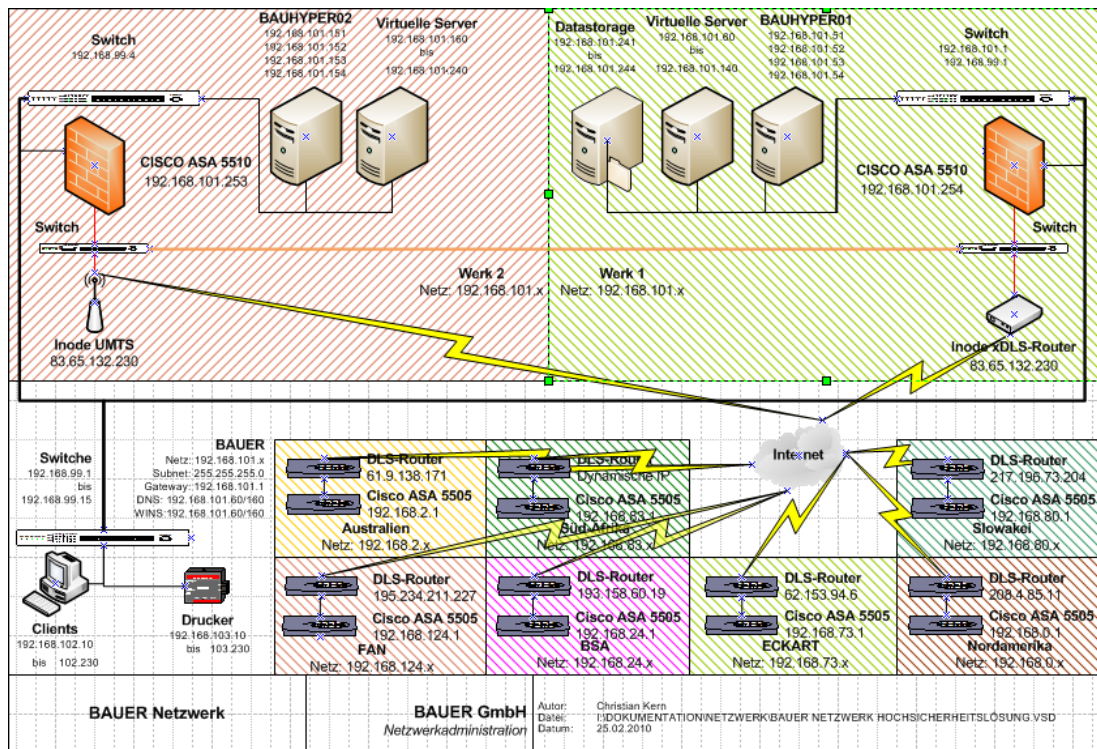 BAUHYPER02
192.168.101.151
192.168.101.152
192.168.101.153
192.168.101.154
Virtuelle Server
192.168.101.160
bis
192.168.101.240
Switch
192.168.99.4
CISCO ASA 5510
192.168.101.253
Switch
Inode UMTS
83.65.132.230
Werk 2
Netz: 192.168.101.x
Datastorage
192.168.101.241
bis
192.168.101.244
Virtuelle Server
192.168.101.60
bis
192.168.101.140
BAUHYPER01
192.168.101.51
192.168.101.52
192.168.101.53
192.168.101.54
Switch
192.168.101.1
192.168.99.1
CISCO ASA 5510
192.168.101.254
Switch
Werk 1
Netz: 192.168.101.x
Inode xDLS-Router
83.65.132.230
Internet
Switche
192.168.99.1
bis
192.168.99.15
BAUER
Netz: 192.168.101.x
Subnet: 255.255.255.0
Gateway: 192.168.101.1
DNS: 192.168.101.60/160
WINS:192.168.101.60/160
Clients
192.168.102.10
bis 102.230
Drucker
192.168.103.10
bis 103.230
DLS-Router
61.9.138.171
Cisco ASA 5505
192.168.2.1
Australien
Netz: 192.168.2.x
DLS-Router
Dynamische IP
Cisco ASA 5505
192.168.83.1
Süd-Afrika
Netz: 192.168.83.x
DLS-Router
217.196.73.204
Cisco ASA 5505
192.168.80.1
Slowakei
Netz: 192.168.80.x
DLS-Router
195.234.211.227
Cisco ASA 5505
192.168.124.1
FAN
Netz: 192.168.124.x
DLS-Router
193.158.60.19
Cisco ASA 5505
192.168.24.1
BSA
Netz: 192.168.24.x
DLS-Router
62.153.94.6
Cisco ASA 5505
192.168.73.1
ECKART
Netz: 192.168.73.x
DLS-Router
208.4.85.11
Cisco ASA 5505
192.168.0.1
Nordamerika
Netz: 192.168.0.x
BAUER Netzwerk
BAUER GmbH
Netzwerkadministration
Autor: Christian Kern
Datei: I:\DOKUMENTATION\NETZWERK\BAUER NETZWERK HOCHSICHERHEITSLÖSUNG.VSD
Datum: 25.02.2010